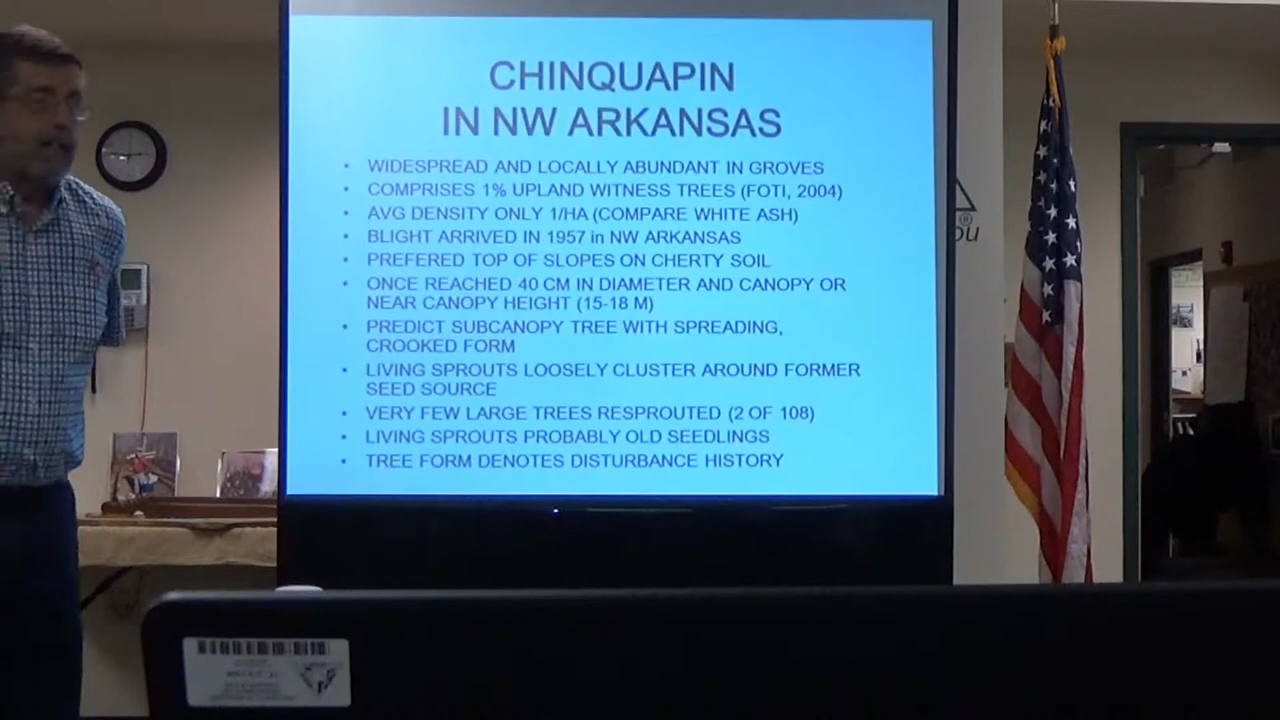 CHINQUAPIN
IN NW ARKANSAS
• WIDESPREAD AND LOCALLY ABUNDANT IN GROVES
• COMPRISES 1% UPLAND WITNESS TREES (FOTI, 2004)
• AVG DENSITY ONLY 1/HA (COMPARE WHITE ASH)
• BLIGHT ARRIVED IN 1957 in NW ARKANSAS
• PREFERED TOP OF SLOPES ON CHERTY SOIL
• ONCE REACHED 40 CM IN DIAMETER AND CANOPY OR
NEAR CANOPY HEIGHT (15-18 M)
• PREDICT SUBCANOPY TREE WITH SPREADING,
CROOKED FORM
• LIVING SPROUTS LOOSELY CLUSTER AROUND FORMER
SEED SOURCE
• VERY FEW LARGE TREES RESPROUTED (2 OF 108)
• LIVING SPROUTS PROBABLY OLD SEEDLINGS
• TREE FORM DENOTES DISTURBANCE HISTORY
®
ou